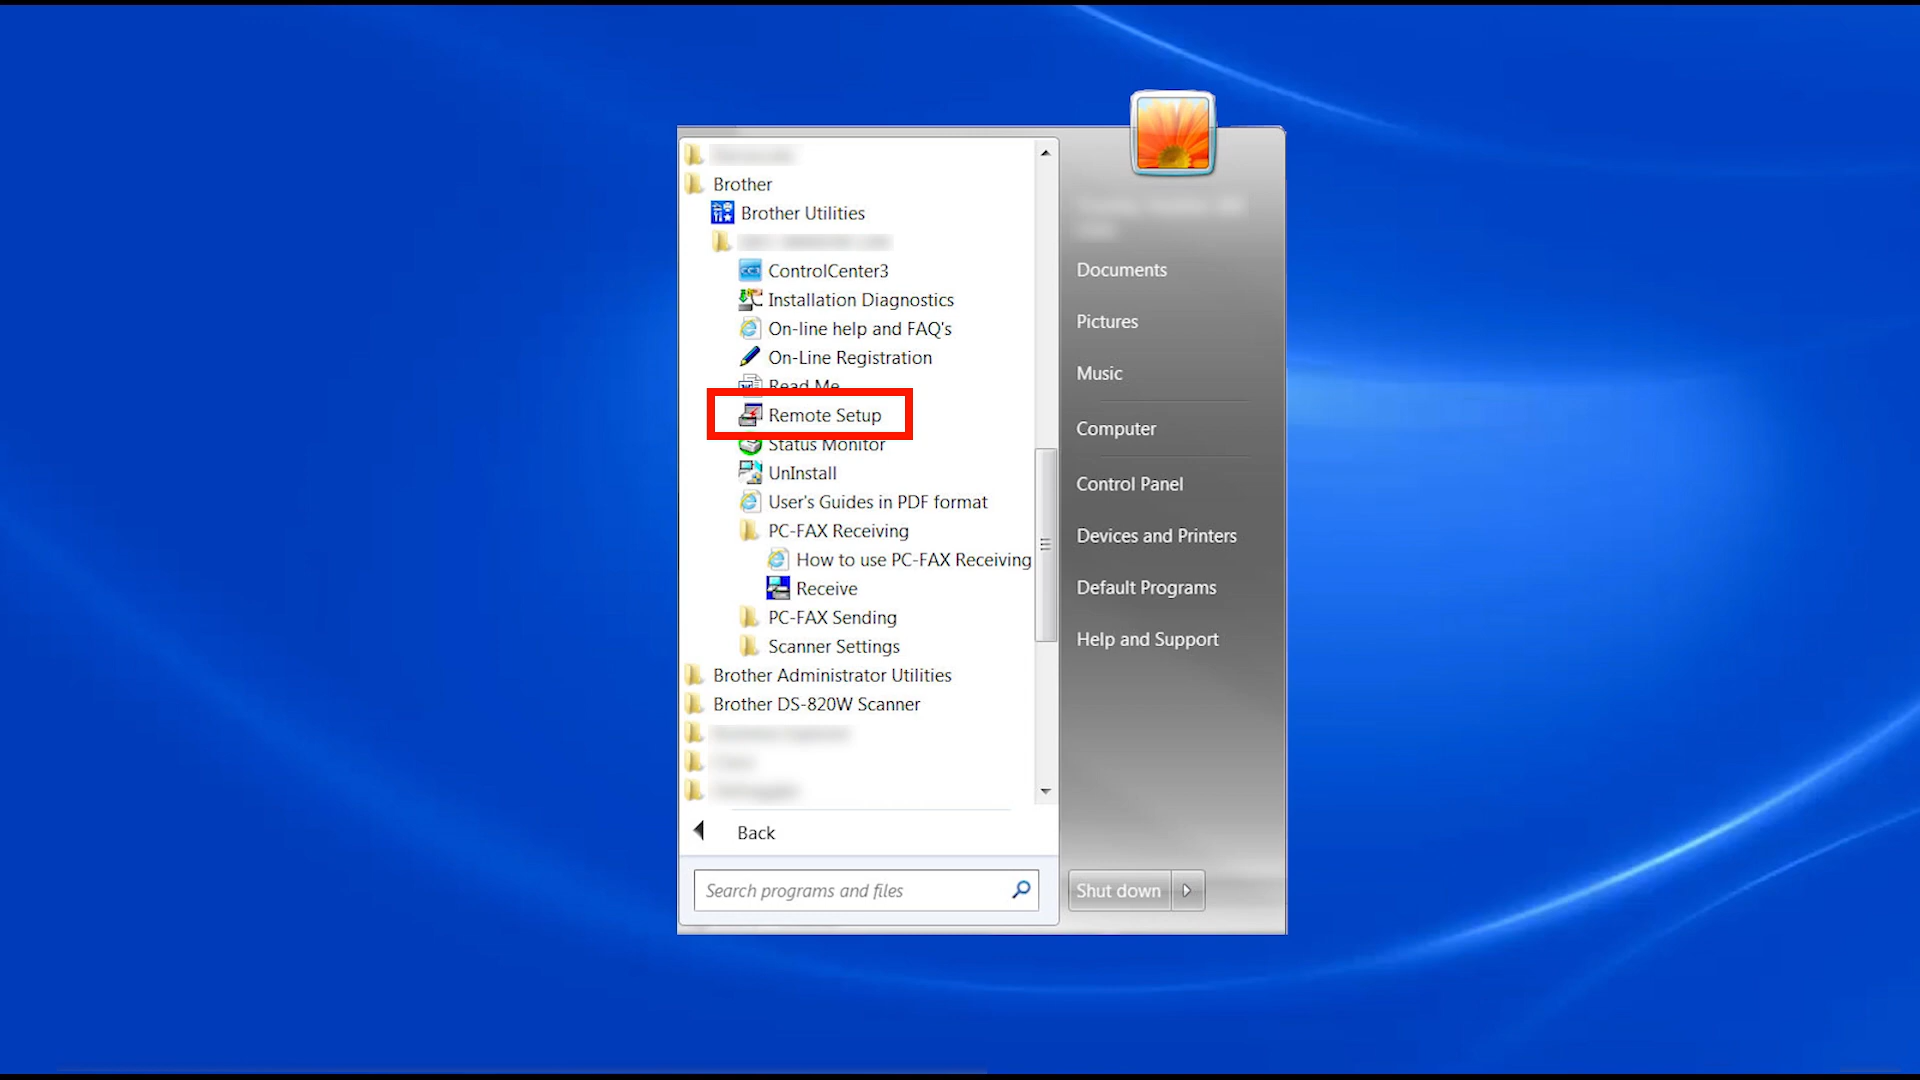 Brother
Brother Utilities
ControlCenter3
Installation Diagnostics
On-line help and FAQ's
On-Line Registration
Read Me
Remote Setup
Status Monitor
UnInstall
User's Guides in PDF format
PC-FAX Receiving
How to use PC-FAX Receiving
Receive
PC-FAX Sending
Scanner Settings
Brother Administrator Utilities
Brother DS-820W Scanner
Back
Search programs and files
Documents
Pictures
Music
Computer
Control Panel
Devices and Printers
Default Programs
Help and Support
Shut down